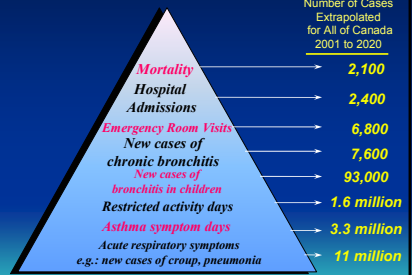 Number of Cases
Extrapolated
for All of Canada
2001 to 2020
Mortality
2,100
Hospital
Admissions
2,400
Emergency Room Visits
6,800
New cases of
chronic bronchitis
7,600
New cases of
bronchitis in children
93,000
Restricted activity days
1.6 million
Asthma symptom days
3.3 million
Acute respiratory symptoms
e.g.: new cases of croup, pneumonia
11 million